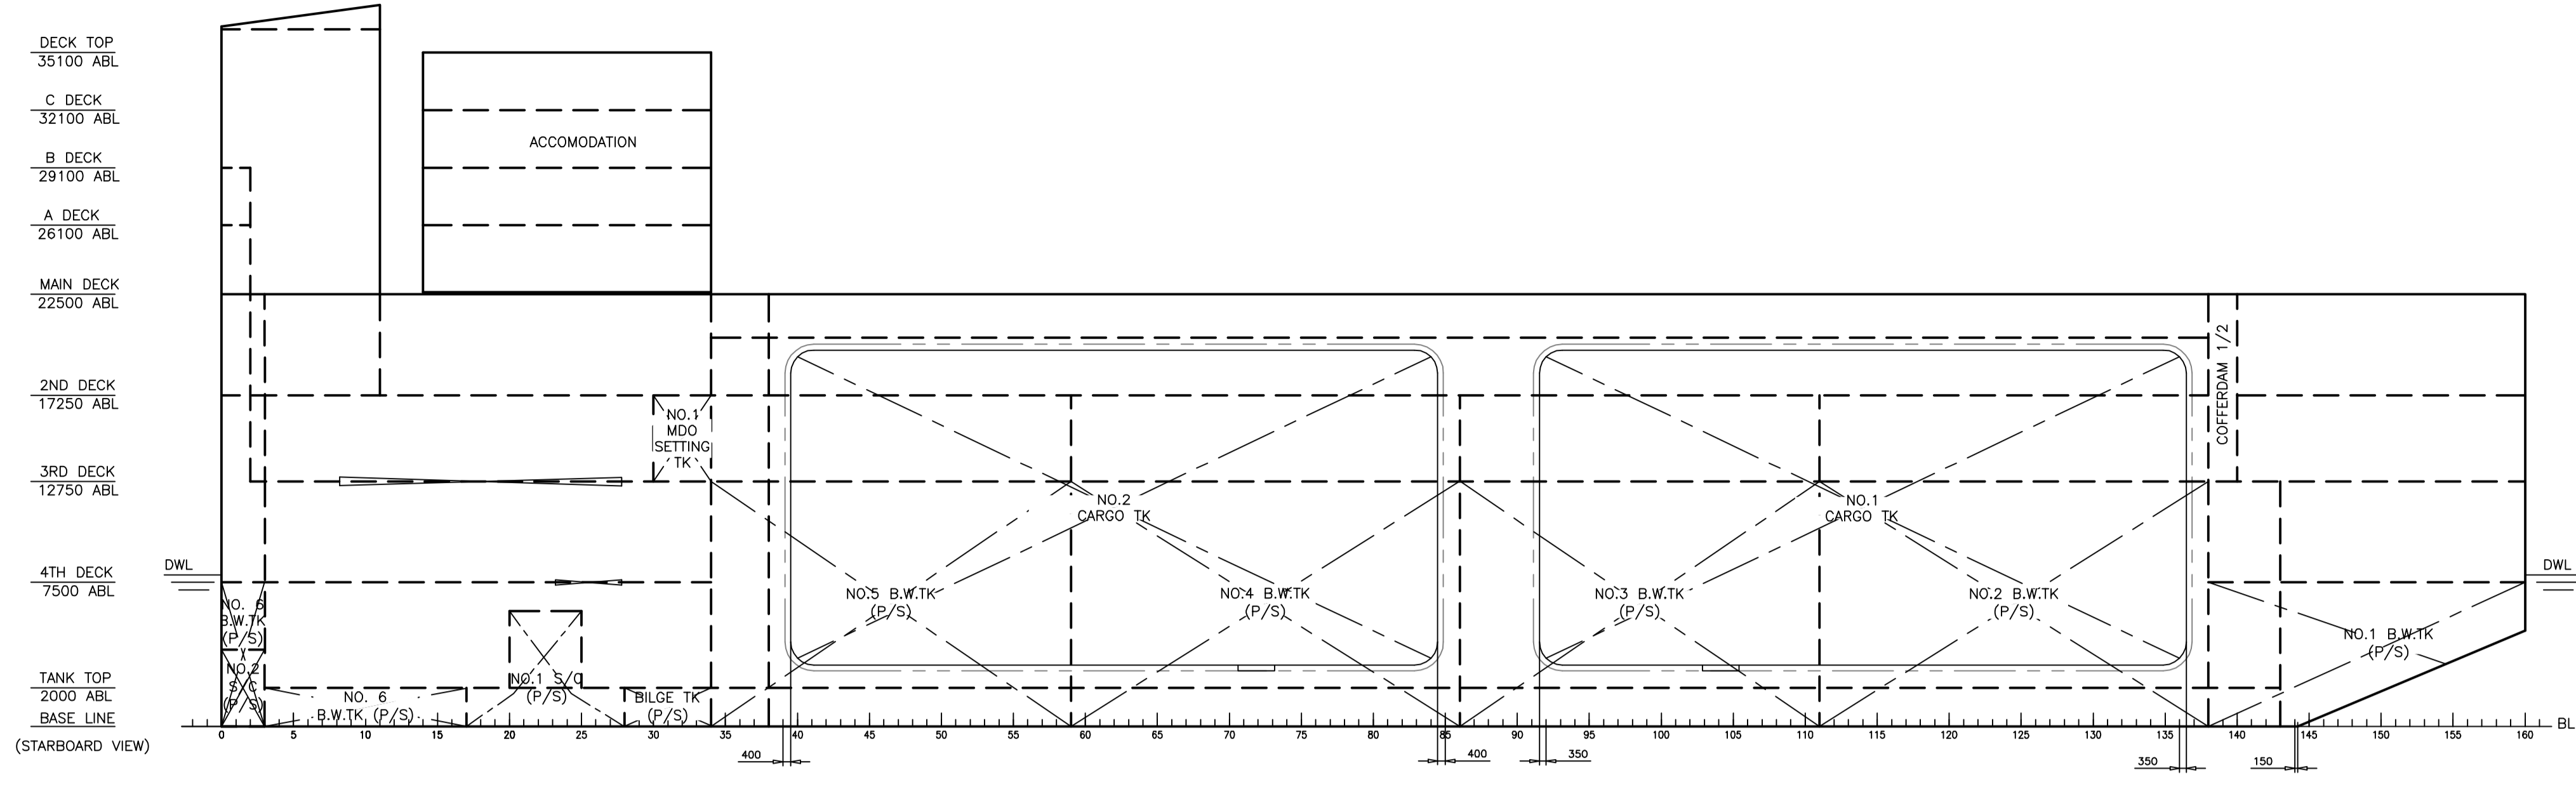 DECK TOP
35100 ABL
C DECK
32100 ABL
ACCOMODATION
B DECK
29100 ABL
A DECK
26100 ABL
MAIN DECK
22500 ABL
COFFERDAM 1/2
2ND DECK
17250 ABL
NO.1
MDO
SETTING
TK
3RD DECK
12750 ABL
NO.2
CARGO TK
NO.1
CARGO TK
DWL
DWL
4TH DECK
7500 ABL
NO. 6
B.W.TK
(P/S)
NO.5 B.W.TK
(P/S)
NO.4 B.W.TK
(P/S)
NO.3 B.W.TK
(P/S)
NO.2 B.W.TK
(P/S)
NO.1 B.W.TK
(P/S)
TANK TOP
2000 ABL
NO.2
S/C
(P/S)
NO. 6
B.W.TK (P/S)
NO.1 S/C
(P/S)
BILGE TK
(P/S)
BASE LINE
BL
(STARBOARD VIEW)
0 5 10 15 20 25 30 35 40 45 50 55 60 65 70 75 80 85 90 95 100 105 110 115 120 125 130 135 140 145 150 155 160
400 400 350 350 150